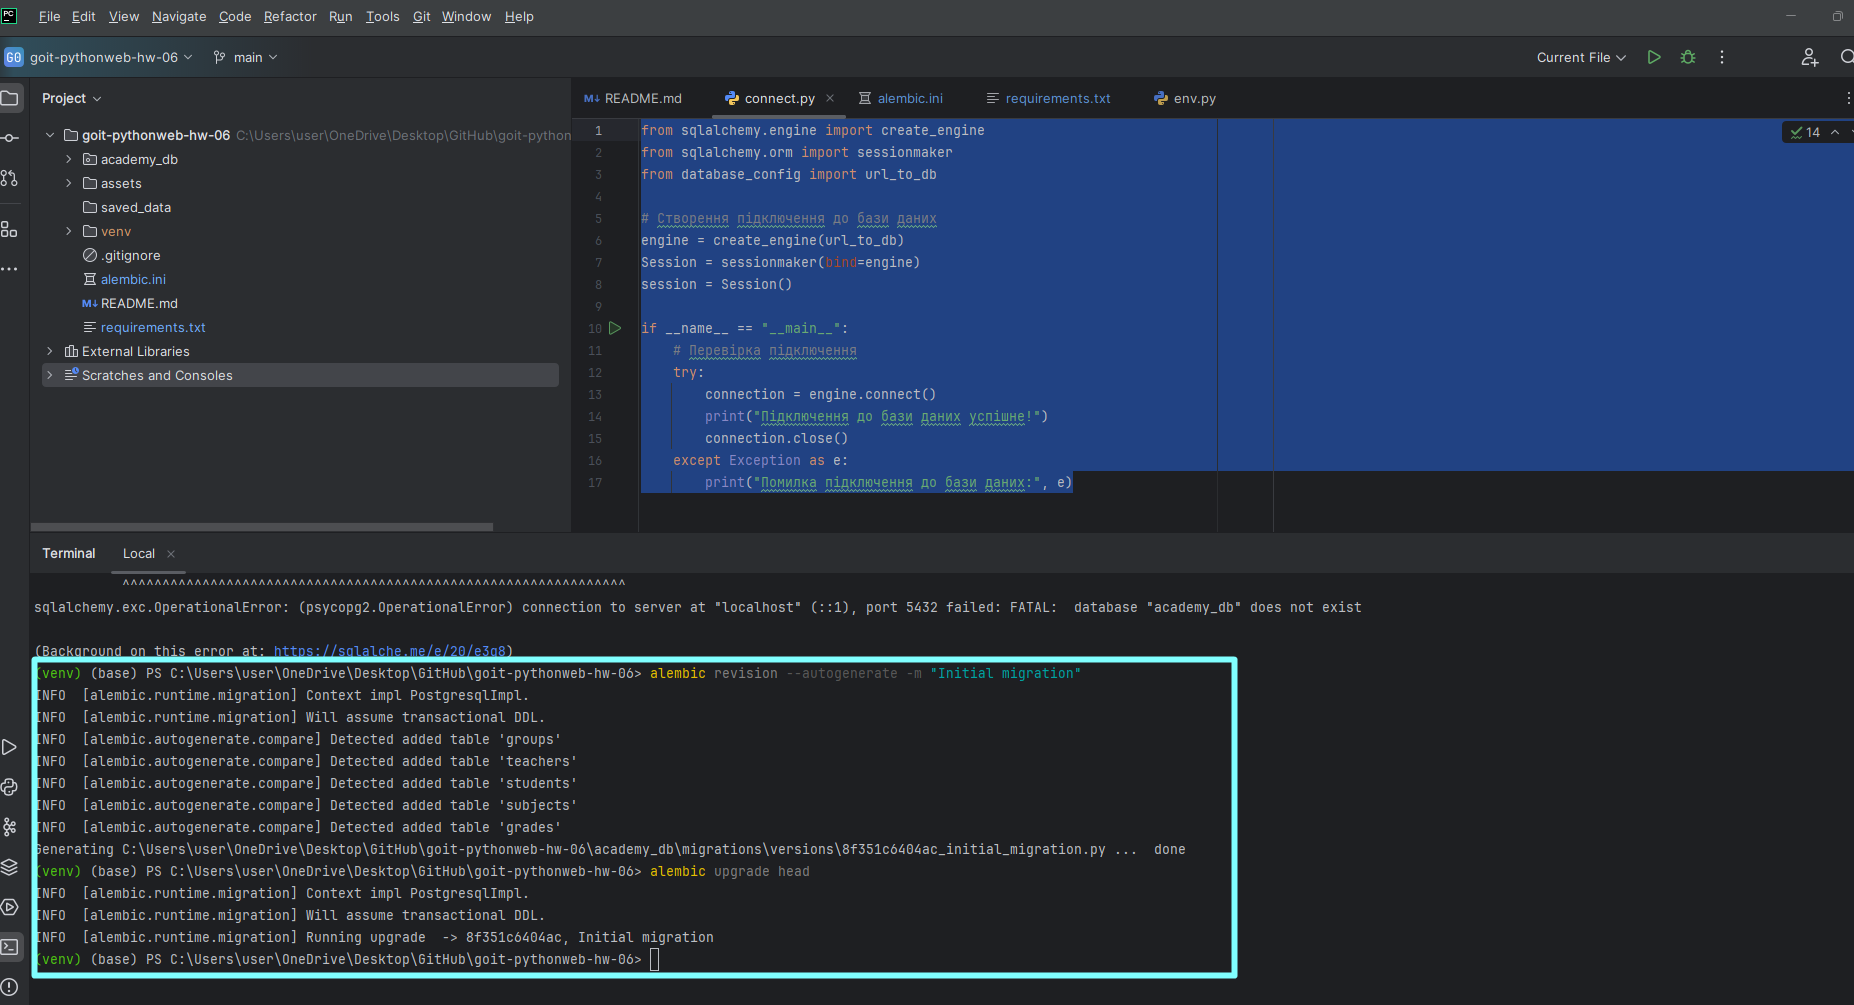 PC
File Edit View Navigate Code Refactor Run Tools Git Window Help
GO goit-pythonweb-hw-06 main Current File
Project
README.md connect.py alembic.ini requirements.txt env.py
goit-pythonweb-hw-06 C:\Users\user\OneDrive\Desktop\GitHub\goit-python
academy_db
assets
saved_data
venv
.gitignore
alembic.ini
M↓ README.md
requirements.txt
External Libraries
Scratches and Consoles
14
1 from sqlalchemy.engine import create_engine
2 from sqlalchemy.orm import sessionmaker
3 from database_config import url_to_db
4
5 # Створення підключення до бази даних
6 engine = create_engine(url_to_db)
7 Session = sessionmaker(bind=engine)
8 session = Session()
9
10 if __name__ == "__main__":
11 # Перевірка підключення
12 try:
13 connection = engine.connect()
14 print("Підключення до бази даних успішне!")
15 connection.close()
16 except Exception as e:
17 print("Помилка підключення до бази даних:", e)
Terminal Local
^^^^^^^^^^^^^^^^^^^^^^^^^^^^^^^^^^^^^^^^^^^^^^^^^^^^^^^^^^^^^^^
sqlalchemy.exc.OperationalError: (psycopg2.OperationalError) connection to server at "localhost" (::1), port 5432 failed: FATAL:  database "academy_db" does not exist
(Background on this error at: https://sqlalche.me/e/20/e3q8)
(venv) (base) PS C:\Users\user\OneDrive\Desktop\GitHub\goit-pythonweb-hw-06> alembic revision --autogenerate -m "Initial migration"
INFO  [alembic.runtime.migration] Context impl PostgresqlImpl.
INFO  [alembic.runtime.migration] Will assume transactional DDL.
INFO  [alembic.autogenerate.compare] Detected added table 'groups'
INFO  [alembic.autogenerate.compare] Detected added table 'teachers'
INFO  [alembic.autogenerate.compare] Detected added table 'students'
INFO  [alembic.autogenerate.compare] Detected added table 'subjects'
INFO  [alembic.autogenerate.compare] Detected added table 'grades'
Generating C:\Users\user\OneDrive\Desktop\GitHub\goit-pythonweb-hw-06\academy_db\migrations\versions\8f351c6404ac_initial_migration.py ...  done
(venv) (base) PS C:\Users\user\OneDrive\Desktop\GitHub\goit-pythonweb-hw-06> alembic upgrade head
INFO  [alembic.runtime.migration] Context impl PostgresqlImpl.
INFO  [alembic.runtime.migration] Will assume transactional DDL.
INFO  [alembic.runtime.migration] Running upgrade  -> 8f351c6404ac, Initial migration
(venv) (base) PS C:\Users\user\OneDrive\Desktop\GitHub\goit-pythonweb-hw-06>